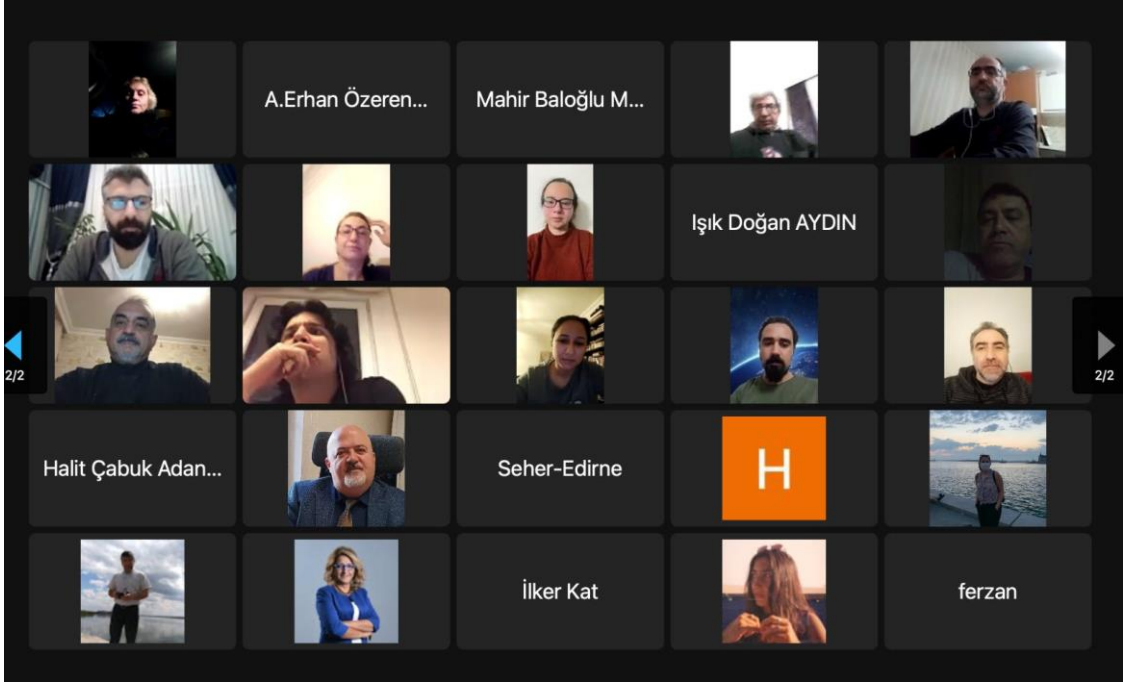 A.Erhan Özeren...
Mahir Baloğlu M...
Işık Doğan AYDIN
2/2
2/2
Halit Çabuk Adan...
Seher-Edirne
H
İlker Kat
ferzan